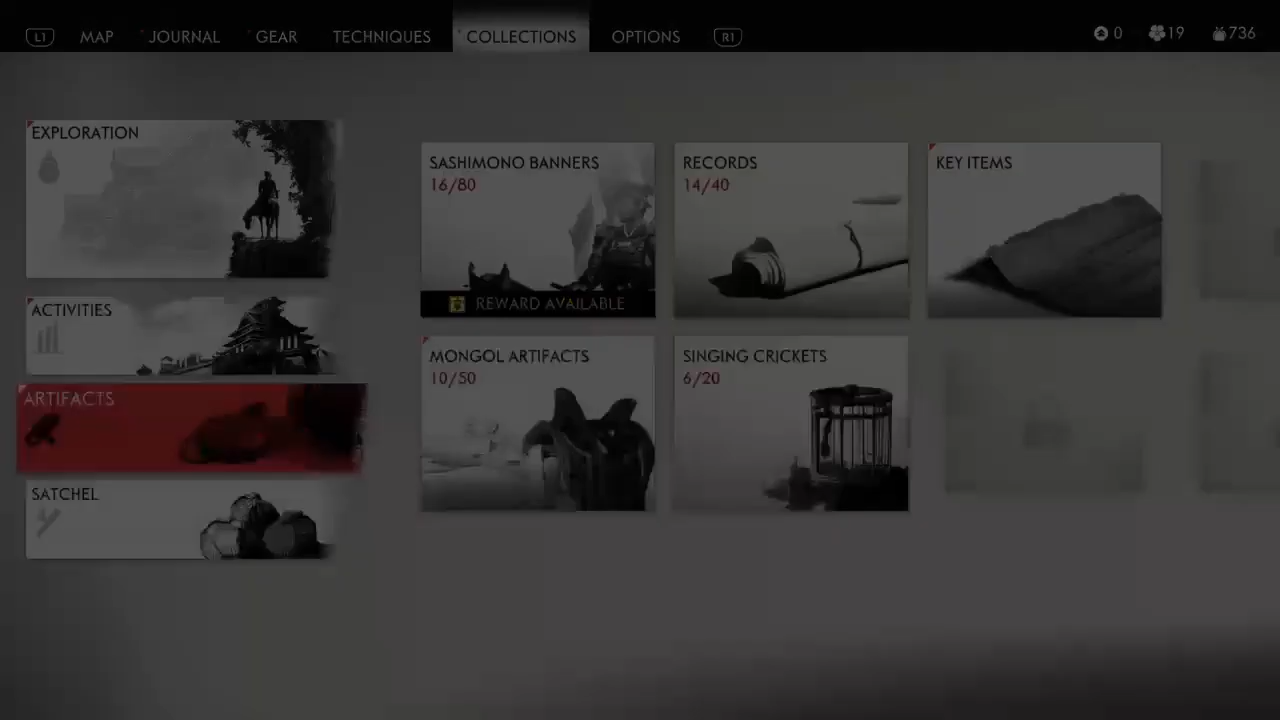 L1 MAP JOURNAL GEAR TECHNIQUES COLLECTIONS OPTIONS R1 0 19 736
EXPLORATION
ACTIVITIES
ARTIFACTS
SATCHEL
SASHIMONO BANNERS
16/80
REWARD AVAILABLE
RECORDS
14/40
KEY ITEMS
MONGOL ARTIFACTS
10/50
SINGING CRICKETS
6/20